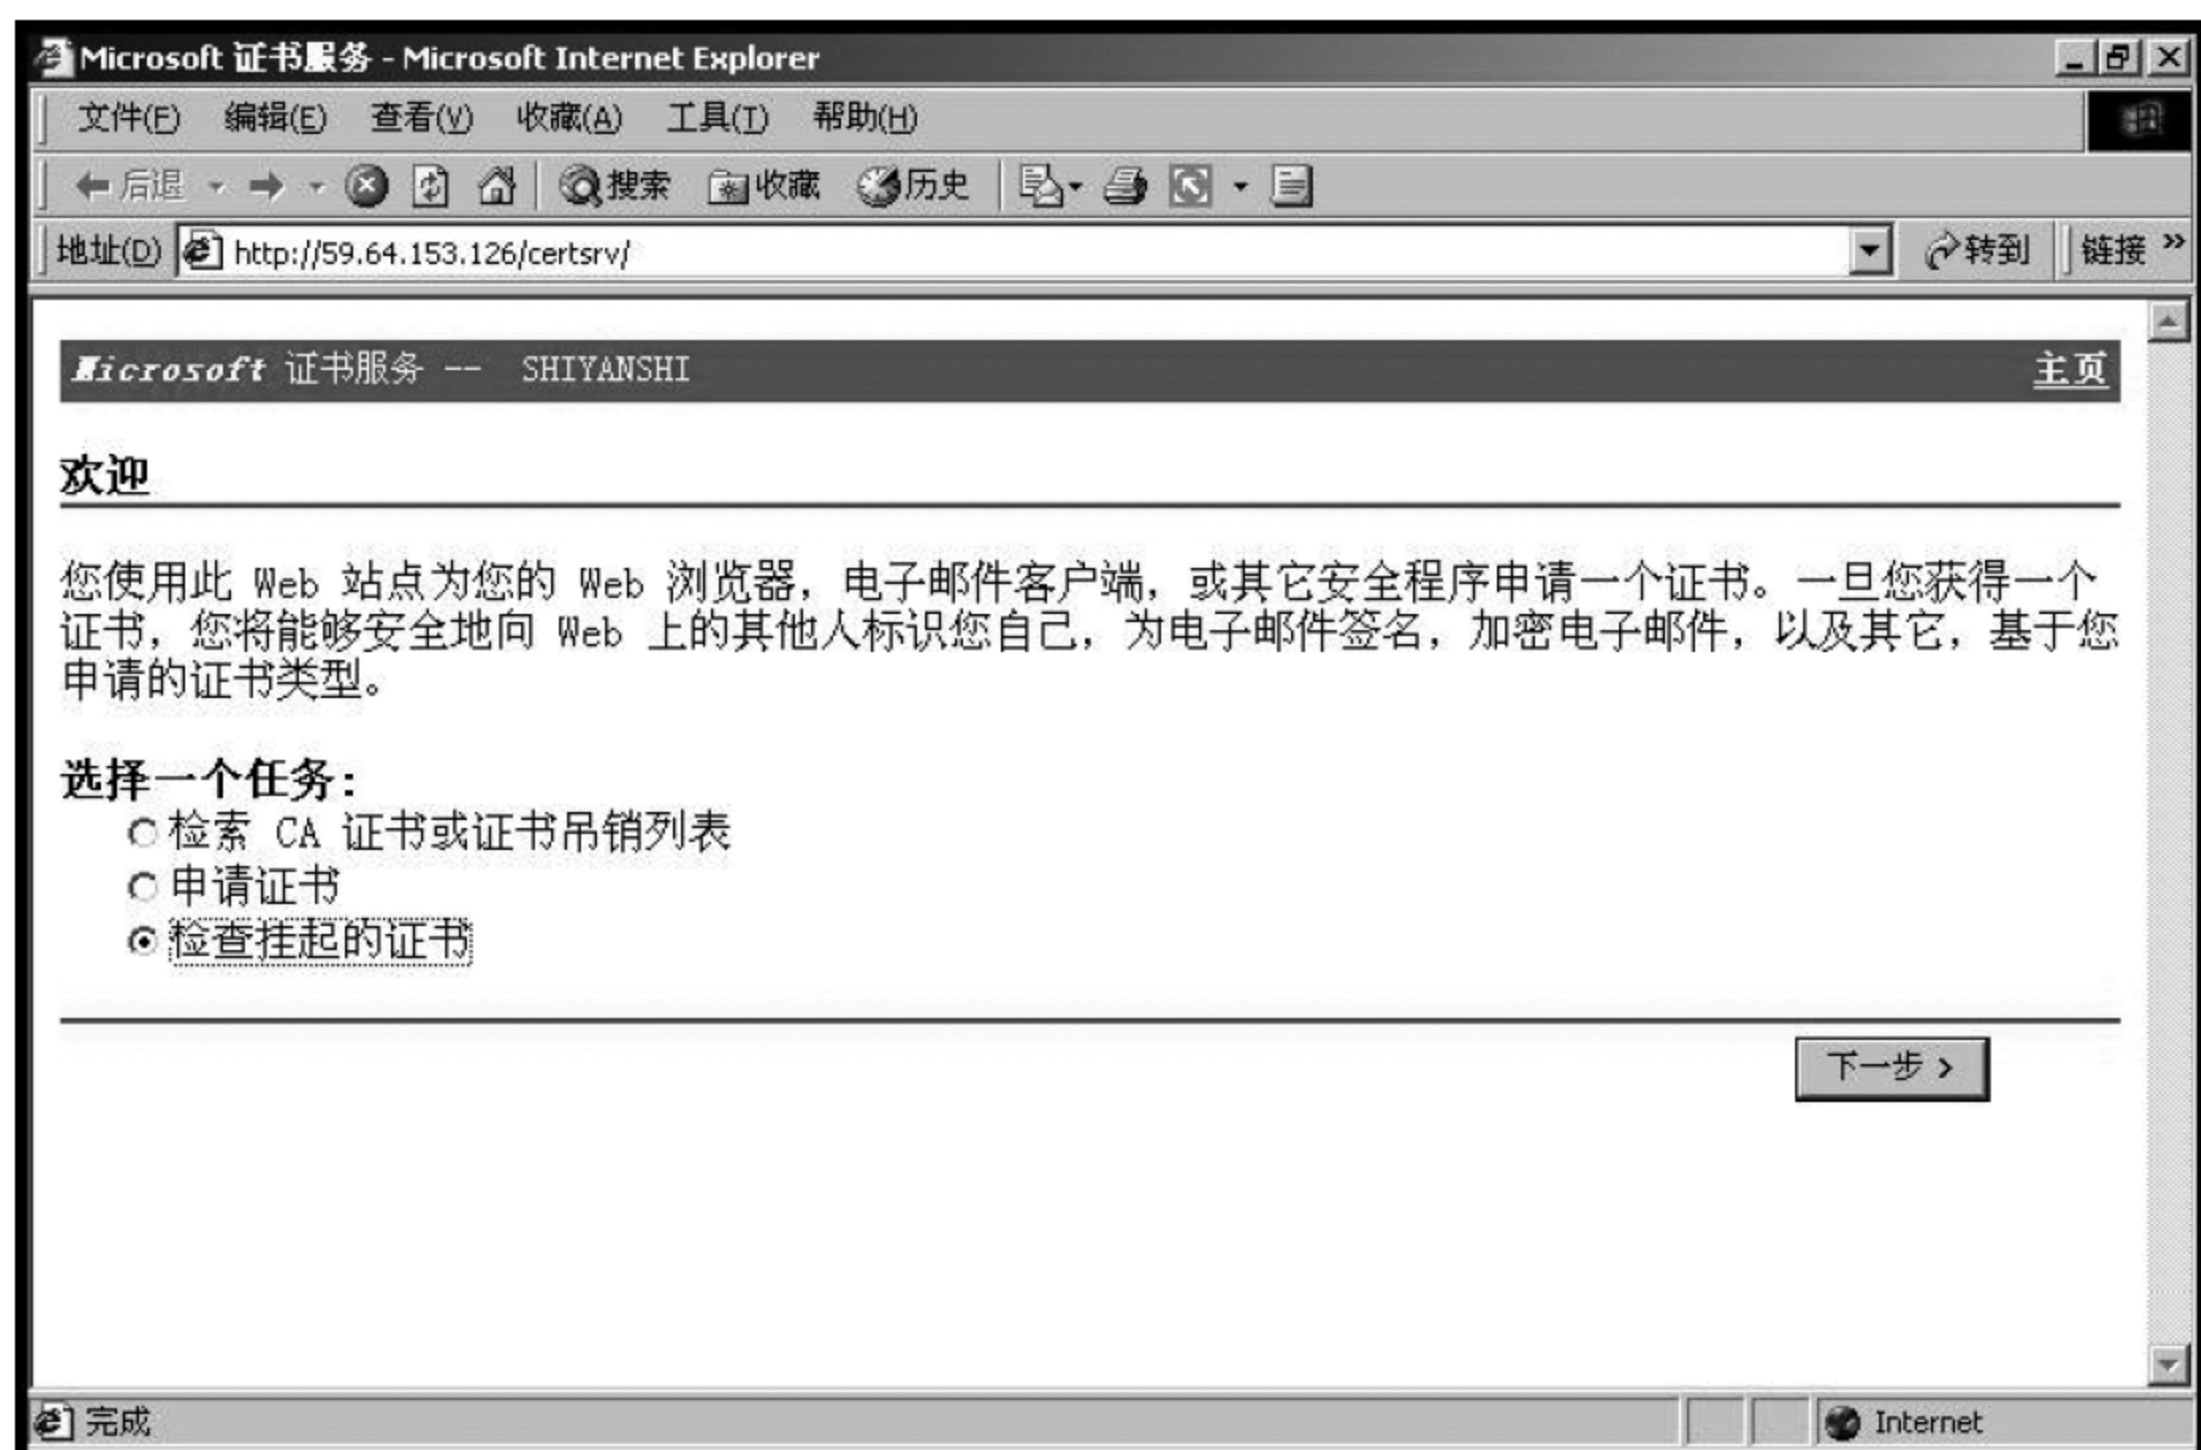 Microsoft 证书服务 - Microsoft Internet Explorer
文件(F) 编辑(E) 查看(V) 收藏(A) 工具(T) 帮助(H)
后退 搜索 收藏 历史
地址(D) http://59.64.153.126/certsrv/ 转到 链接 »
Microsoft 证书服务 -- SHIYANSHI 主页
欢迎
您使用此 Web 站点为您的 Web 浏览器，电子邮件客户端，或其它安全程序申请一个证书。一旦您获得一个
证书，您将能够安全地向 Web 上的其他人标识您自己，为电子邮件签名，加密电子邮件，以及其它，基于您
申请的证书类型。
选择一个任务:
检索 CA 证书或证书吊销列表
申请证书
检查挂起的证书
下一步 >
完成 Internet